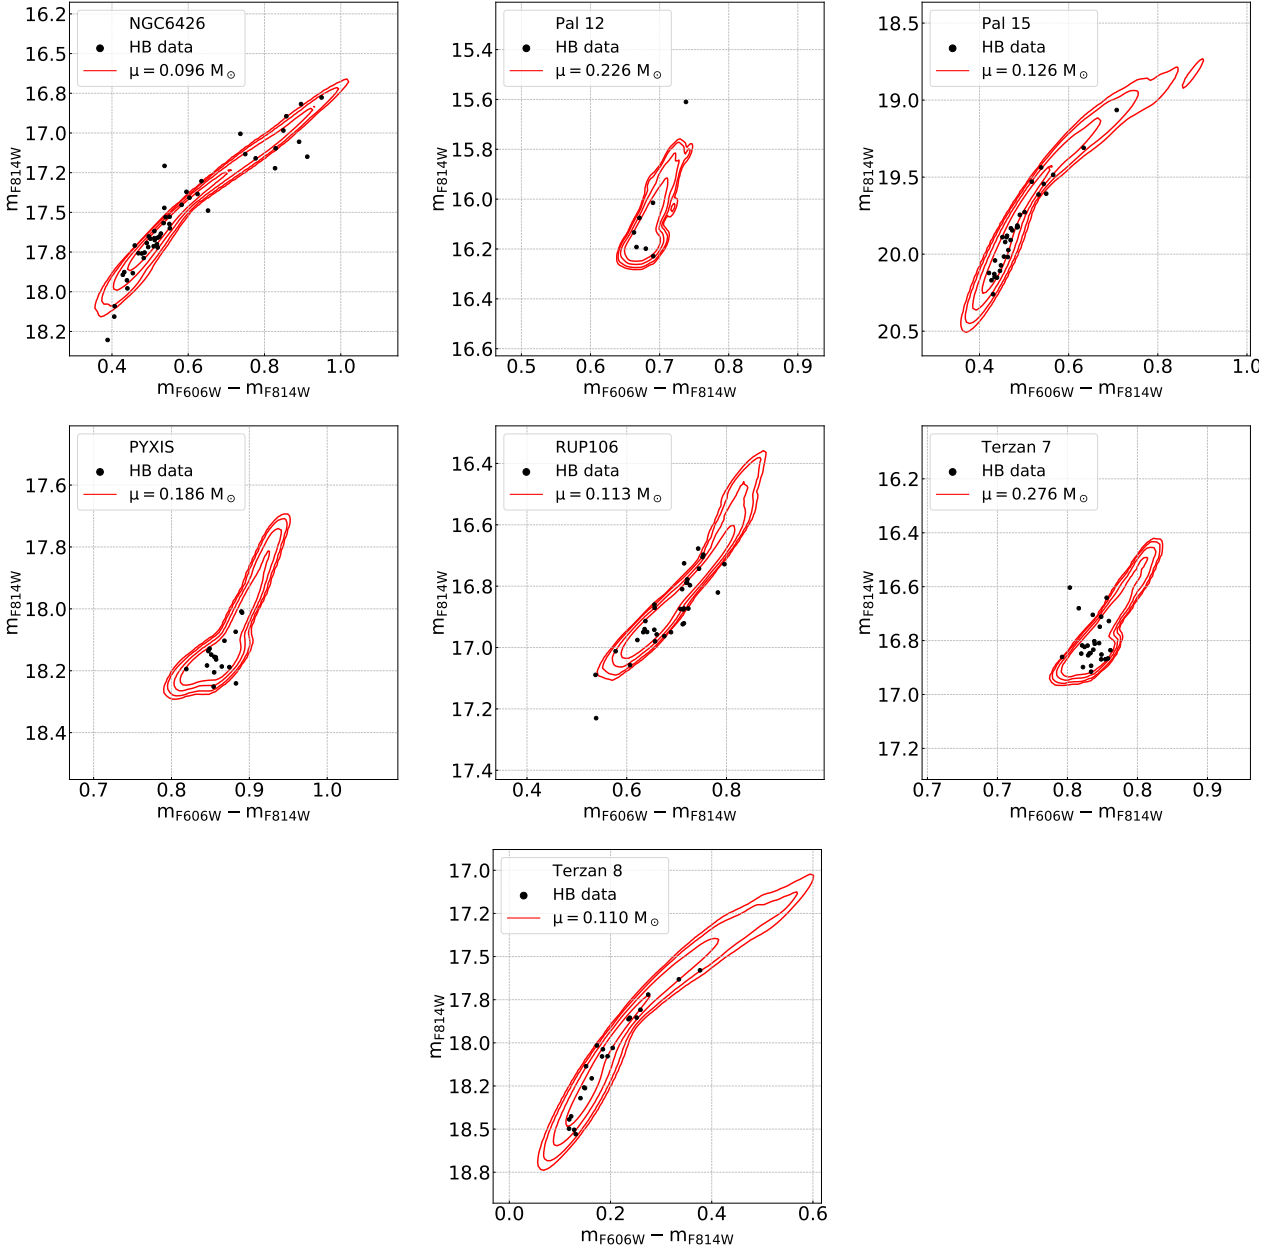 NGC6426
HB data
μ = 0.096 M⊙
16.2
16.5
16.8
17.0
17.2
17.5
17.8
18.0
18.2
m_F814W
0.4 0.6 0.8 1.0
m_F606W − m_F814W
Pal 12
HB data
μ = 0.226 M⊙
15.4
15.6
15.8
16.0
16.2
16.4
16.6
m_F814W
0.5 0.6 0.7 0.8 0.9
m_F606W − m_F814W
Pal 15
HB data
μ = 0.126 M⊙
18.5
19.0
19.5
20.0
20.5
m_F814W
0.4 0.6 0.8 1.0
m_F606W − m_F814W
PYXIS
HB data
μ = 0.186 M⊙
17.6
17.8
18.0
18.2
18.4
m_F814W
0.7 0.8 0.9 1.0
m_F606W − m_F814W
RUP106
HB data
μ = 0.113 M⊙
16.4
16.6
16.8
17.0
17.2
17.4
m_F814W
0.4 0.6 0.8
m_F606W − m_F814W
Terzan 7
HB data
μ = 0.276 M⊙
16.2
16.4
16.6
16.8
17.0
17.2
m_F814W
0.7 0.7 0.8 0.8 0.9
m_F606W − m_F814W
Terzan 8
HB data
μ = 0.110 M⊙
17.0
17.2
17.5
17.8
18.0
18.2
18.5
18.8
m_F814W
0.0 0.2 0.4 0.6
m_F606W − m_F814W